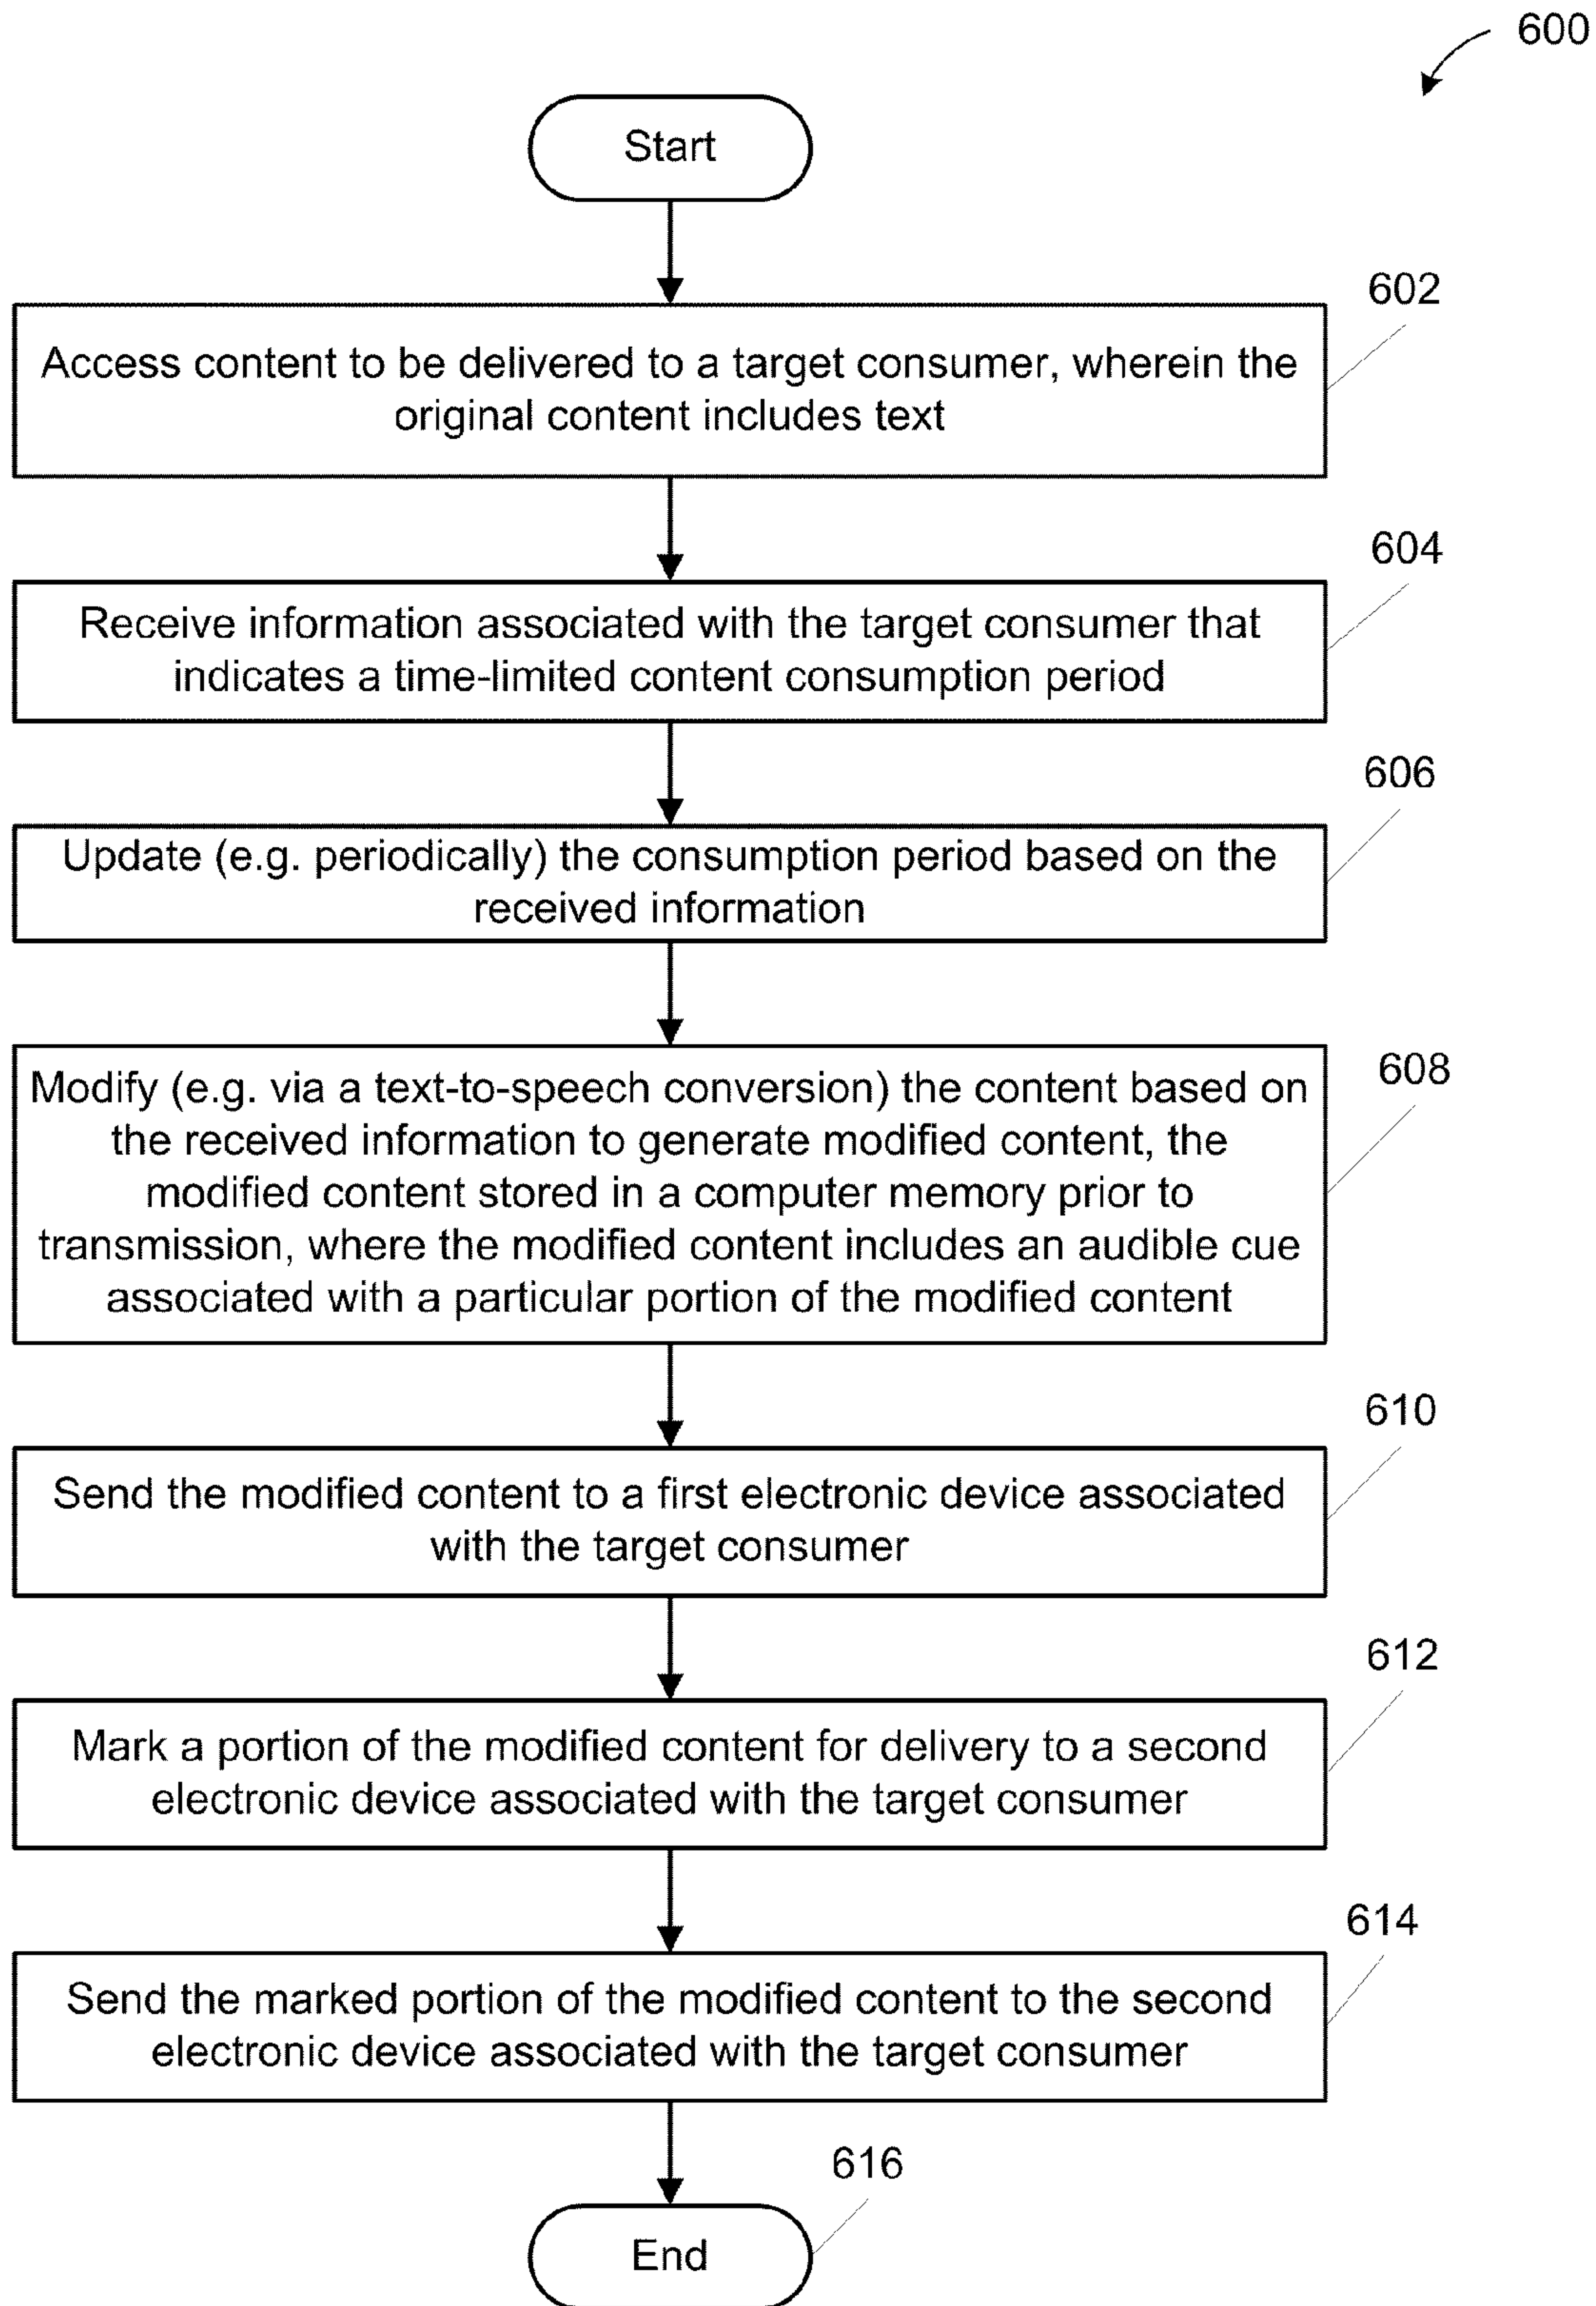 600
Start
602
Access content to be delivered to a target consumer, wherein the
original content includes text
604
Receive information associated with the target consumer that
indicates a time-limited content consumption period
606
Update (e.g. periodically) the consumption period based on the
received information
608
Modify (e.g. via a text-to-speech conversion) the content based on
the received information to generate modified content, the
modified content stored in a computer memory prior to
transmission, where the modified content includes an audible cue
associated with a particular portion of the modified content
610
Send the modified content to a first electronic device associated
with the target consumer
612
Mark a portion of the modified content for delivery to a second
electronic device associated with the target consumer
614
Send the marked portion of the modified content to the second
electronic device associated with the target consumer
616
End